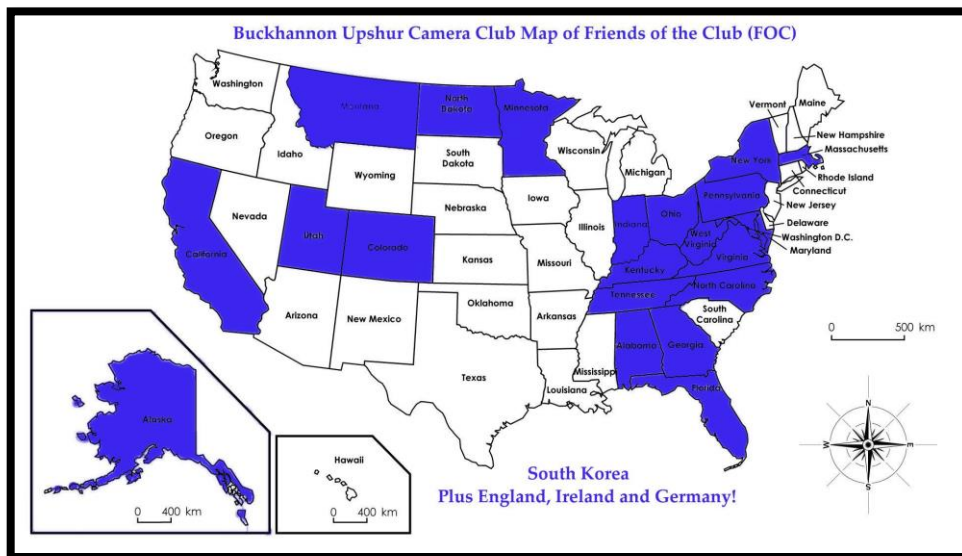 Buckhannon Upshur Camera Club Map of Friends of the Club (FOC)
Washington
Montana
North
Dakota
Minnesota
Vermont
Maine
Oregon
Idaho
South
Dakota
Wisconsin
Michigan
New York
New Hampshire
Massachusetts
Wyoming
Rhode Island
Connecticut
Nevada
Nebraska
Iowa
Pennsylvania
New Jersey
Utah
Colorado
Illinois
Indiana
Ohio
Delaware
West
Virginia
Washington D.C.
California
Kansas
Missouri
Virginia
Maryland
Kentucky
Tennessee
North Carolina
Arizona
New Mexico
Oklahoma
Arkansas
South
Carolina
0 500 km
Texas
Mississippi
Alabama
Georgia
Louisiana
Florida
Alaska
Hawaii
0 400 km
0 400 km
N
W
E
S
South Korea
Plus England, Ireland and Germany!